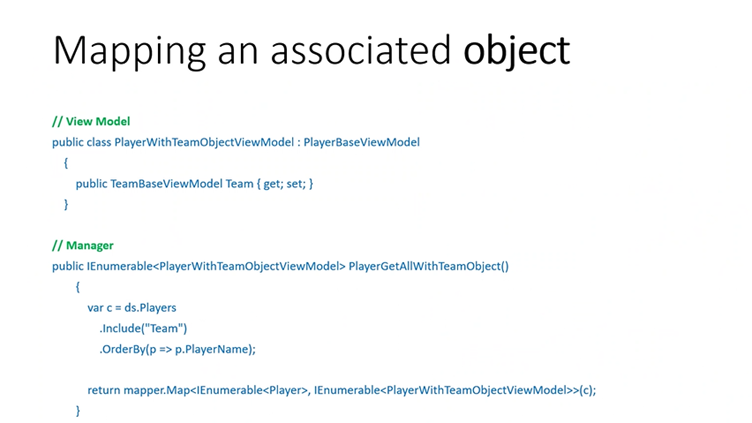 Mapping an associated object
// View Model
public class PlayerWithTeamObjectViewModel : PlayerBaseViewModel
{
public TeamBaseViewModel Team { get; set; }
}
// Manager
public IEnumerable<PlayerWithTeamObjectViewModel> PlayerGetAllWithTeamObject()
{
var c = ds.Players
.Include("Team")
.OrderBy(p => p.PlayerName);
return mapper.Map<IEnumerable<Player>, IEnumerable<PlayerWithTeamObjectViewModel>>(c);
}